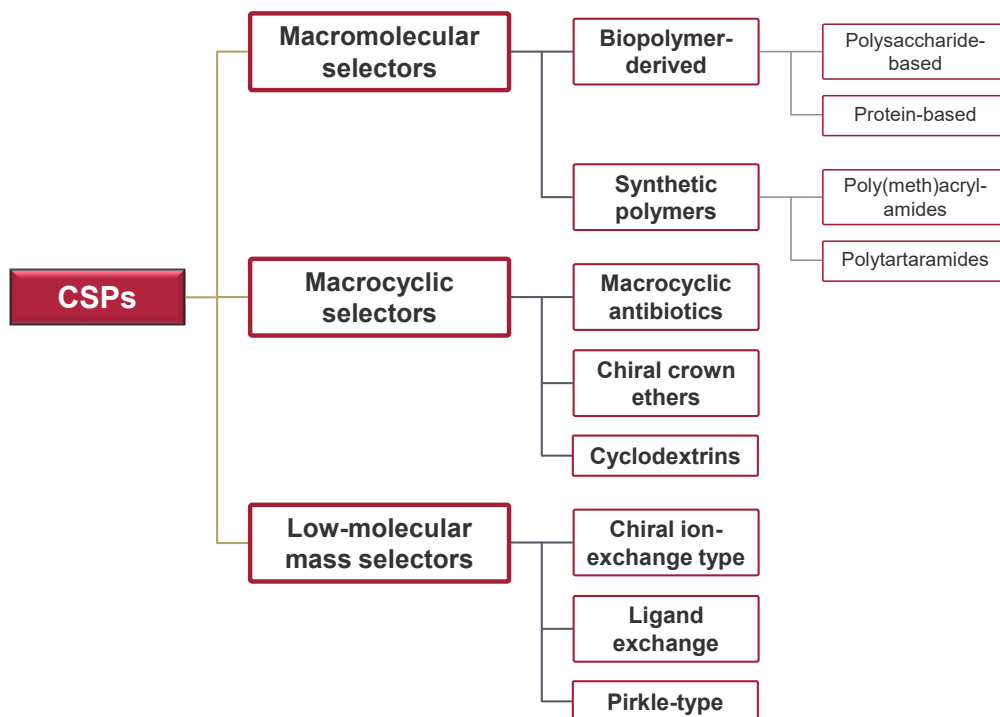 CSPs
Macromolecular
selectors
Biopolymer-
derived
Polysaccharide-
based
Protein-based
Synthetic
polymers
Poly(meth)acryl-
amides
Polytartaramides
Macrocyclic
selectors
Macrocyclic
antibiotics
Chiral crown
ethers
Cyclodextrins
Low-molecular
mass selectors
Chiral ion-
exchange type
Ligand
exchange
Pirkle-type